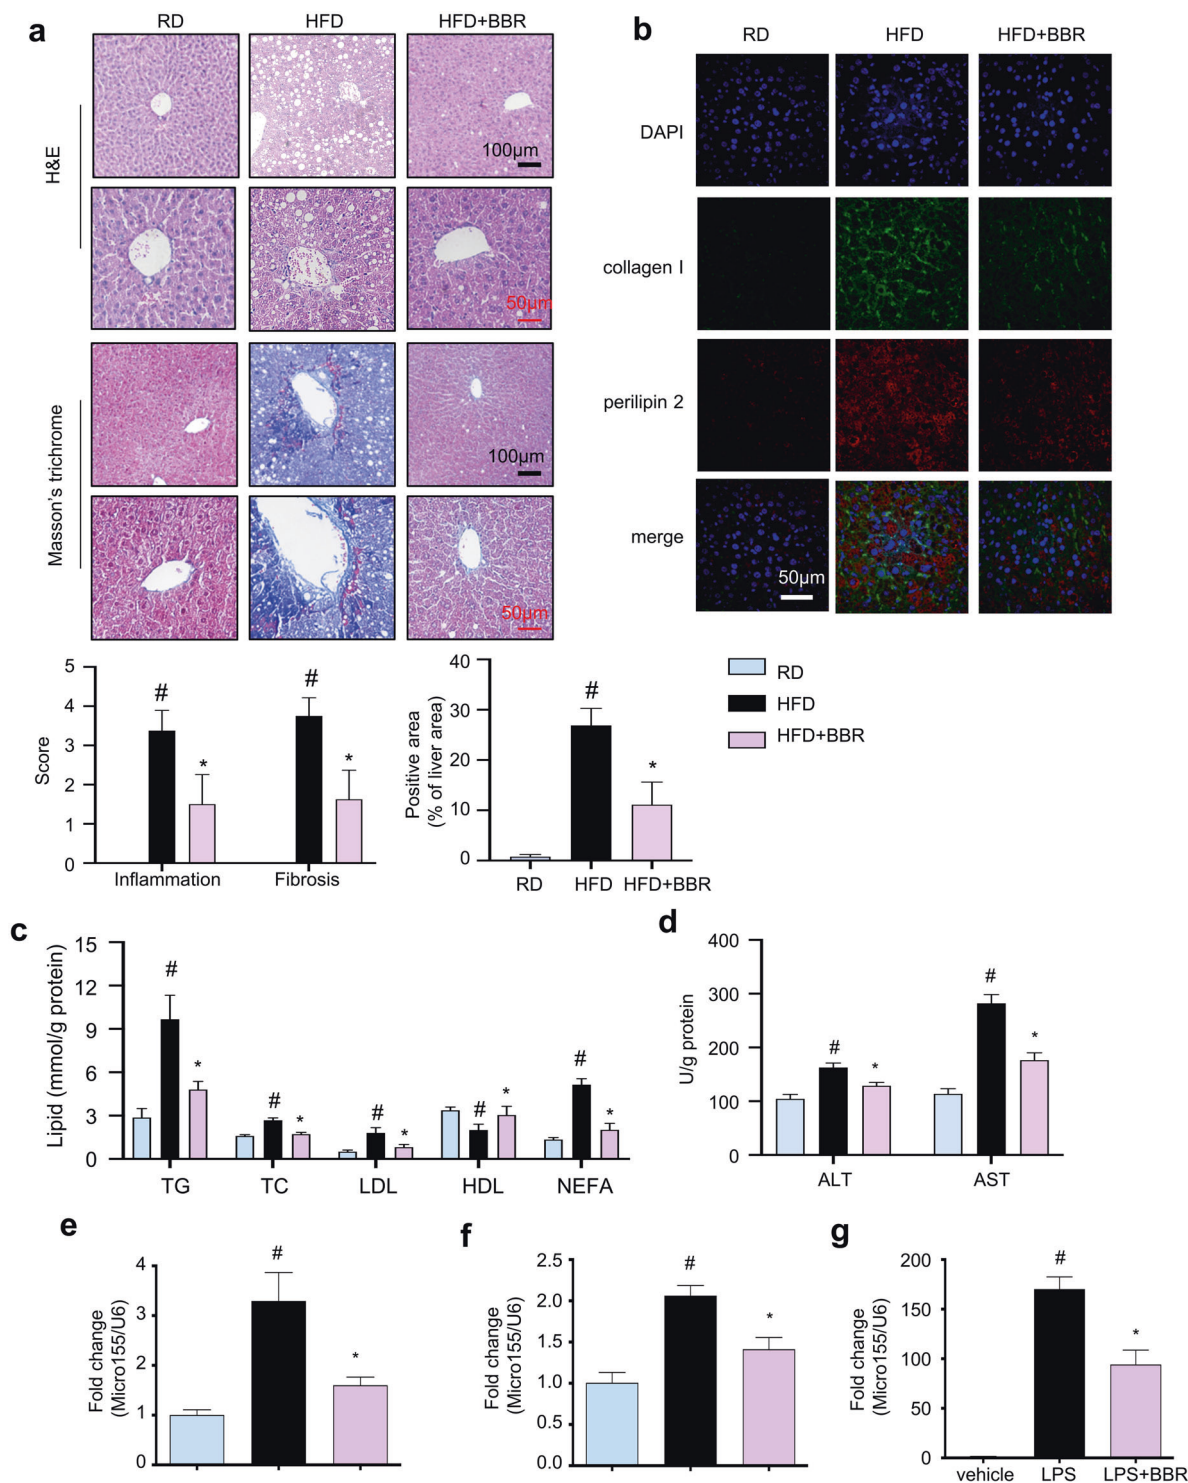 a
RD HFD HFD+BBR
H&E
100μm
50μm
Masson's trichrome
100μm
50μm
b
RD HFD HFD+BBR
DAPI
collagen I
perilipin 2
merge
50μm
Score
5
4
3
2
1
0
# * # *
Inflammation Fibrosis
Positive area
(% of liver area)
40
30
20
10
0
# *
RD HFD HFD+BBR
RD
HFD
HFD+BBR
c
Lipid (mmol/g protein)
15
12
9
6
3
0
# * # * # * # * # *
TG TC LDL HDL NEFA
d
U/g protein
400
300
200
100
0
# * # *
ALT AST
e
Fold change
(Micro155/U6)
4
3
2
1
0
# *
f
Fold change
(Micro155/U6)
2.5
2.0
1.5
1.0
0.5
0.0
# *
g
Fold change
(Micro155/U6)
200
150
100
50
0
# *
vehicle LPS LPS+BBR